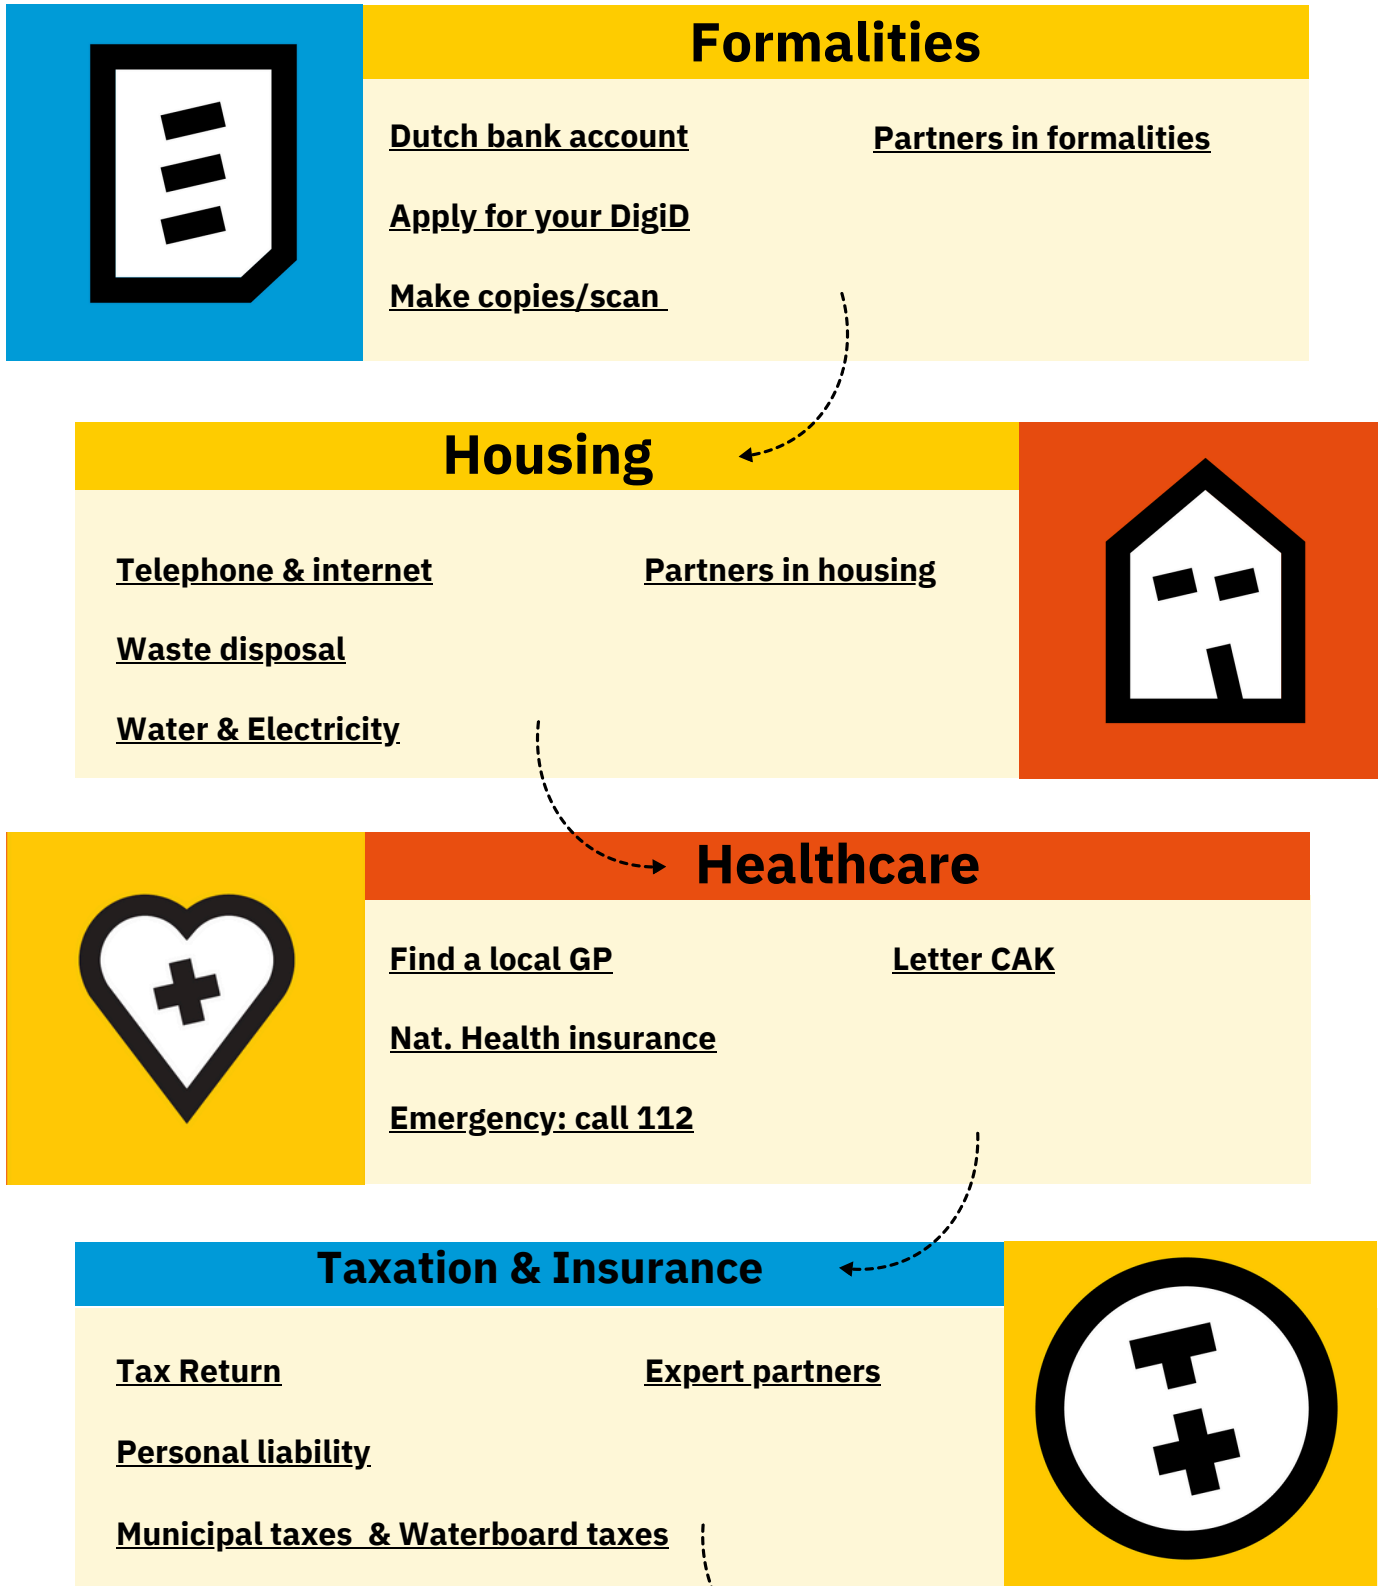 Formalities
Dutch bank account
Partners in formalities
Apply for your DigiD
Make copies/scan
Housing
Telephone & internet
Partners in housing
Waste disposal
Water & Electricity
Healthcare
Find a local GP
Letter CAK
Nat. Health insurance
Emergency: call 112
Taxation & Insurance
Tax Return
Expert partners
Personal liability
Municipal taxes  & Waterboard taxes